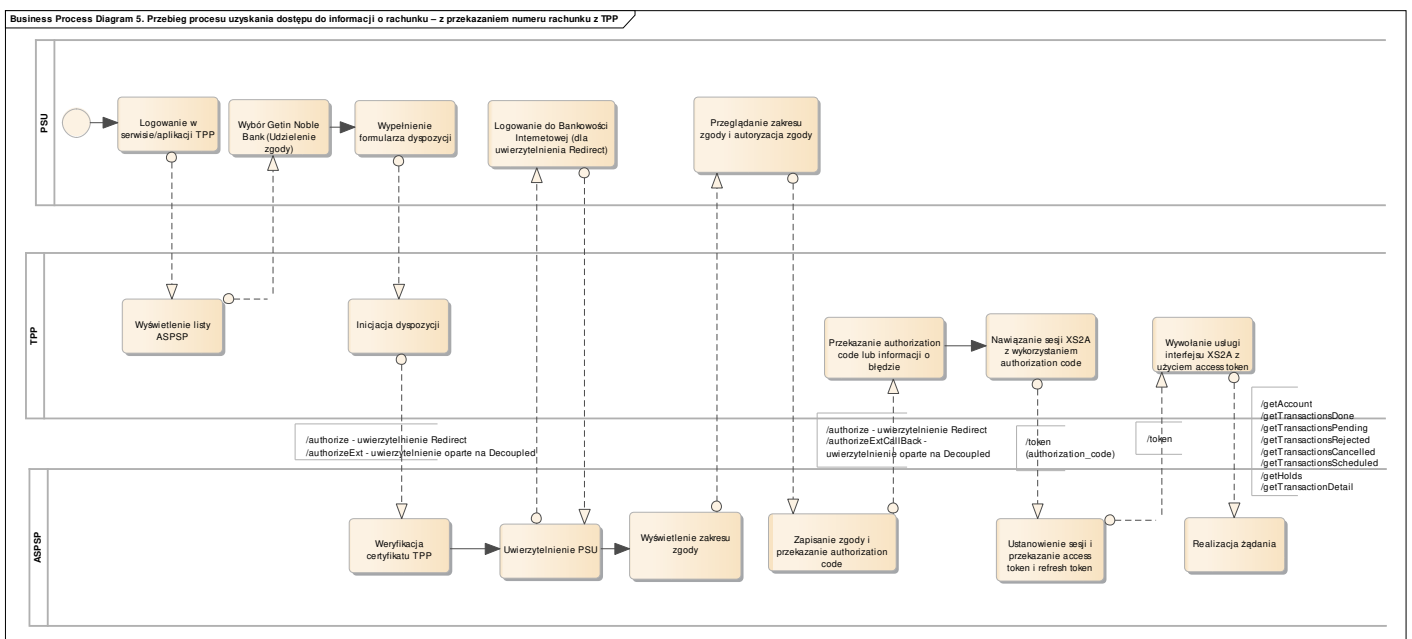 Business Process Diagram 5. Przebieg procesu uzyskania dostępu do informacji o rachunku – z przekazaniem numeru rachunku z TPP
PSU
Logowanie w
serwisie/aplikacji TPP
Wybór Getin Noble
Bank (Udzielenie
zgody)
Wypełnienie
formularza dyspozycji
Logowanie do Bankowości
Internetowej (dla
uwierzytelnienia Redirect)
Przeglądanie zakresu
zgody i autoryzacja zgody
TPP
Wyświetlenie listy
ASPSP
Inicjacja dyspozycji
Przekazanie authorization
code lub informacji o
błędzie
Nawiązanie sesji XS2A
z wykorzystaniem
authorization code
Wywołanie usługi
interfejsu XS2A z
użyciem access token
/authorize - uwierzytelnienie Redirect
/authorizeExt - uwierzytelnienie oparte na Decoupled
/authorize - uwierzytelnienie Redirect
/authorizeExtCallBack -
uwierzytelnienie oparte na Decoupled
/token
(authorization_code)
/token
/getAccount
/getTransactionsDone
/getTransactionsPending
/getTransactionsRejected
/getTransactionsCancelled
/getTransactionsScheduled
/getHolds
/getTransactionDetail
ASPSP
Weryfikacja
certyfikatu TPP
Uwierzytelnienie PSU
Wyświetlenie zakresu
zgody
Zapisanie zgody i
przekazanie authorization
code
Ustanowienie sesji i
przekazanie access
token i refresh token
Realizacja żądania